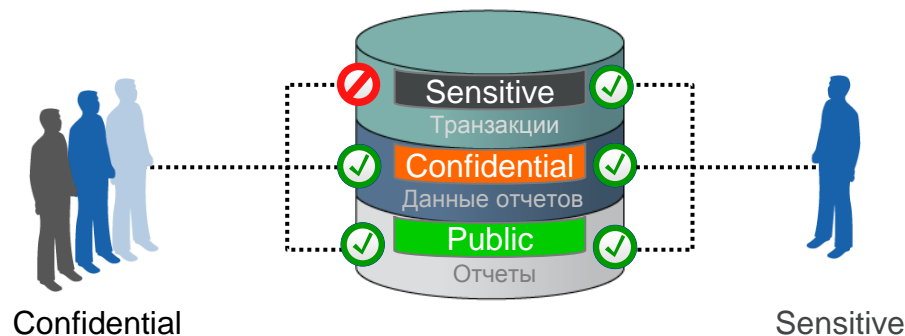 Sensitive
Транзакции
Confidential
Данные отчетов
Public
Отчеты
Confidential
Sensitive